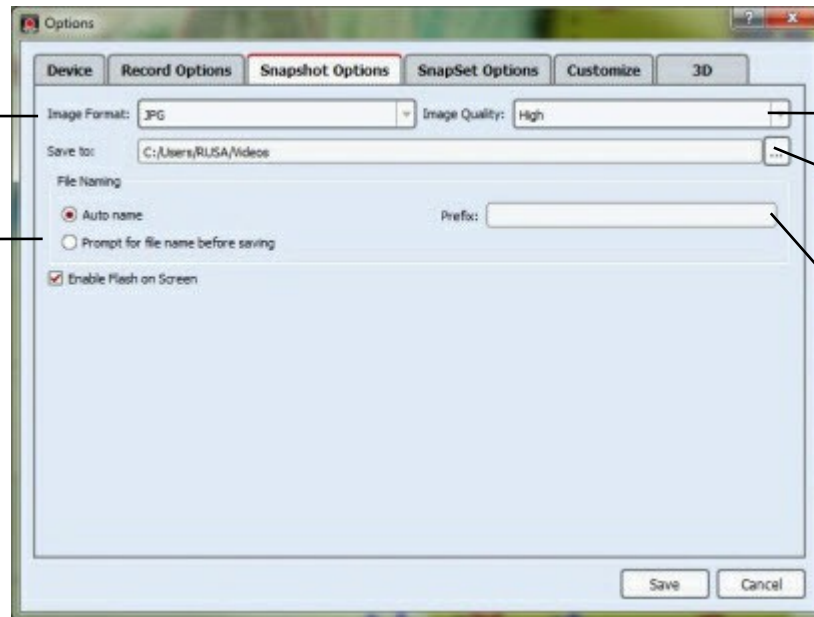 Options
Device Record Options Snapshot Options SnapSet Options Customize 3D
Image Format: JPG Image Quality: High
Save to: C:/Users/RUSA/Videos ...
File Naming
Auto name Prefix:
Prompt for file name before saving
Enable Flash on Screen
Save Cancel